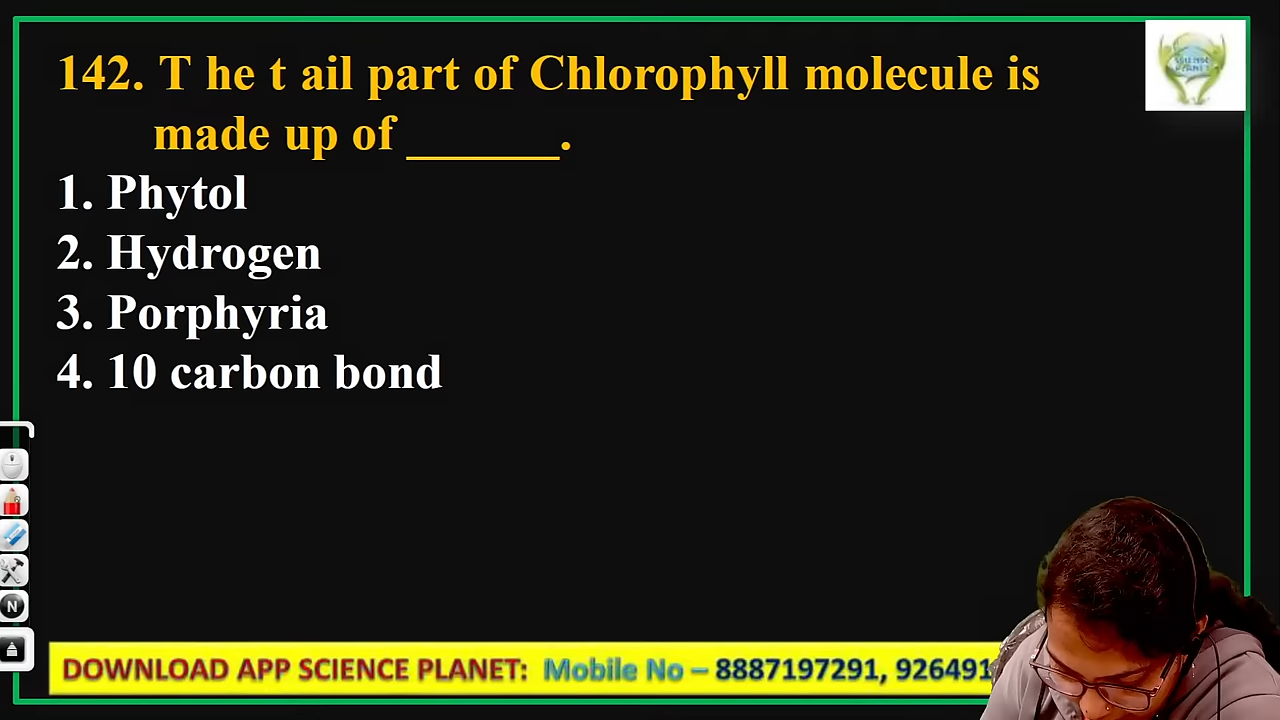 142. T he t ail part of Chlorophyll molecule is
made up of ______.
1. Phytol
2. Hydrogen
3. Porphyria
4. 10 carbon bond
N
DOWNLOAD APP SCIENCE PLANET: Mobile No – 8887197291, 926491